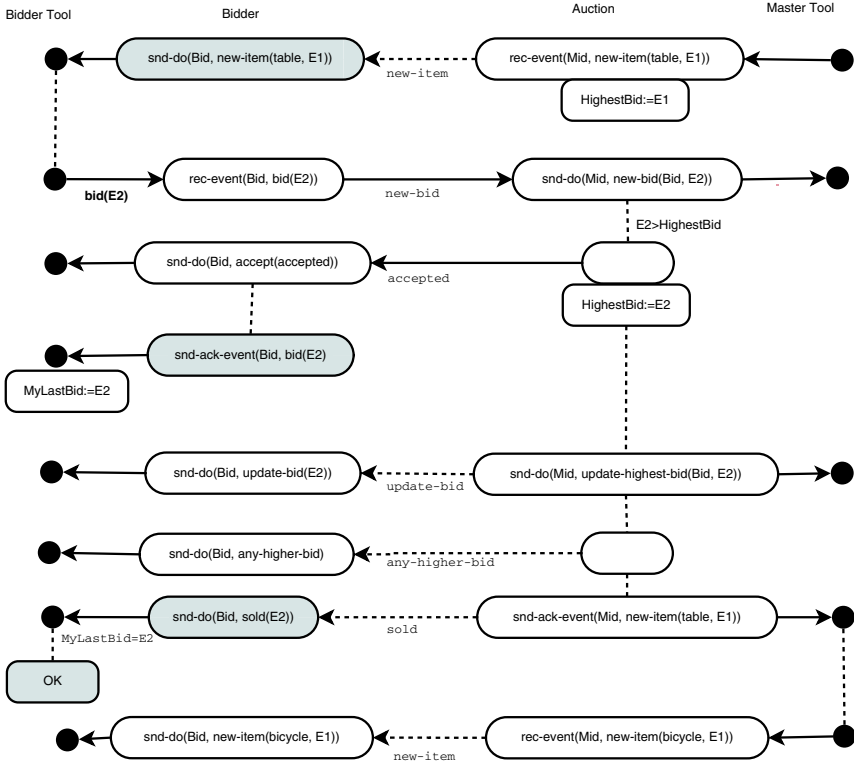 Bidder Tool
Bidder
Auction
Master Tool
snd-do(Bid, new-item(table, E1))
new-item
rec-event(Mid, new-item(table, E1))
HighestBid:=E1
bid(E2)
rec-event(Bid, bid(E2))
new-bid
snd-do(Mid, new-bid(Bid, E2))
E2>HighestBid
snd-do(Bid, accept(accepted))
accepted
HighestBid:=E2
snd-ack-event(Bid, bid(E2)
MyLastBid:=E2
snd-do(Bid, update-bid(E2))
update-bid
snd-do(Mid, update-highest-bid(Bid, E2))
snd-do(Bid, any-higher-bid)
any-higher-bid
MyLastBid=E2
snd-do(Bid, sold(E2))
sold
snd-ack-event(Mid, new-item(table, E1))
OK
snd-do(Bid, new-item(bicycle, E1))
new-item
rec-event(Mid, new-item(bicycle, E1))